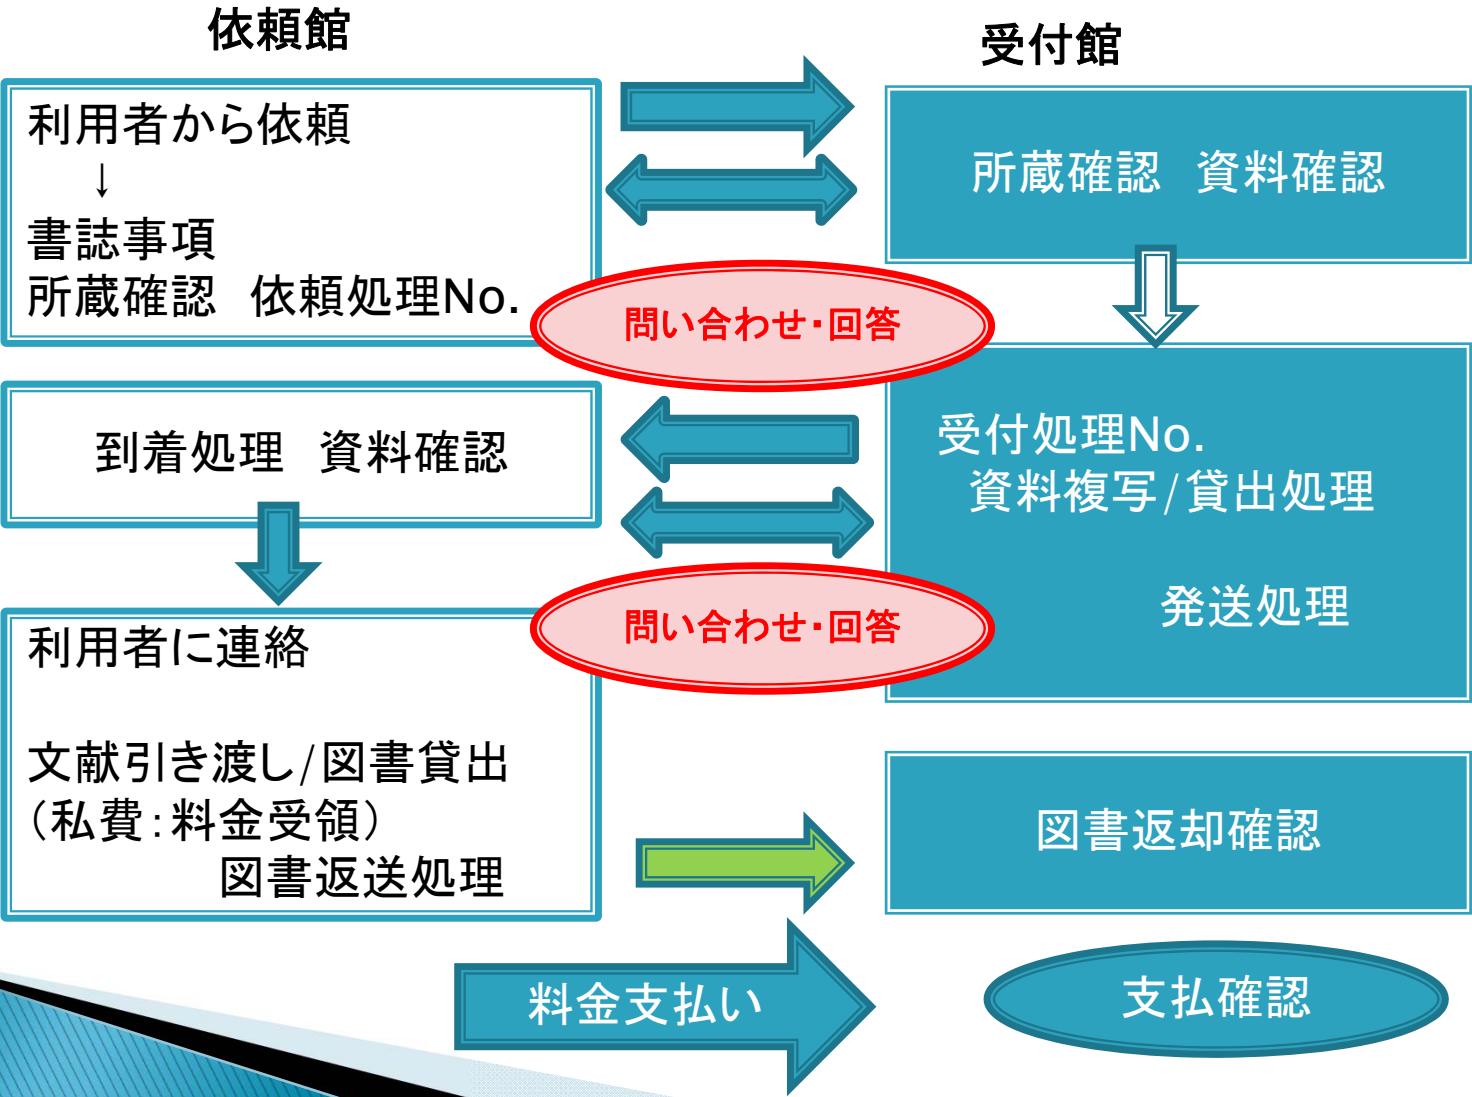 依頼館
受付館
利用者から依頼
↓
書誌事項
所蔵確認　依頼処理No.
所蔵確認　資料確認
問い合わせ・回答
到着処理　資料確認
受付処理No.
資料複写/貸出処理
発送処理
問い合わせ・回答
利用者に連絡
文献引き渡し/図書貸出
（私費：料金受領）
図書返送処理
図書返却確認
料金支払い
支払確認